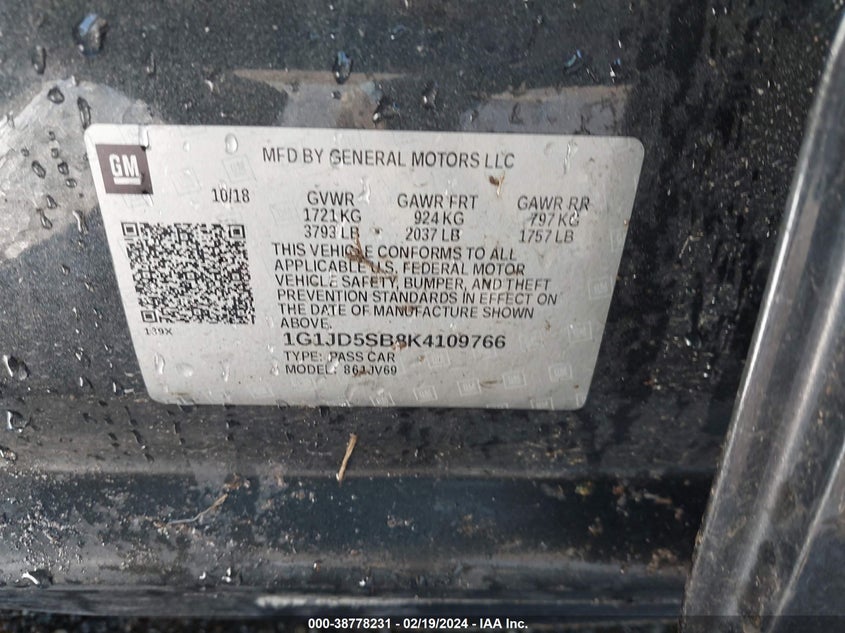 GM
MFD BY GENERAL MOTORS LLC
10/18
GVWR GAWR FRT GAWR RR
1721 KG 924 KG 797 KG
3793 LB 2037 LB 1757 LB
THIS VEHICLE CONFORMS TO ALL
APPLICABLE U.S. FEDERAL MOTOR
VEHICLE SAFETY, BUMPER, AND THEFT
PREVENTION STANDARDS IN EFFECT ON
THE DATE OF MANUFACTURE SHOWN
ABOVE.
139X
1G1JD5SB8K4109766
TYPE: PASS CAR
MODEL: 861JV69
000-38778231 - 02/19/2024 - IAA Inc.